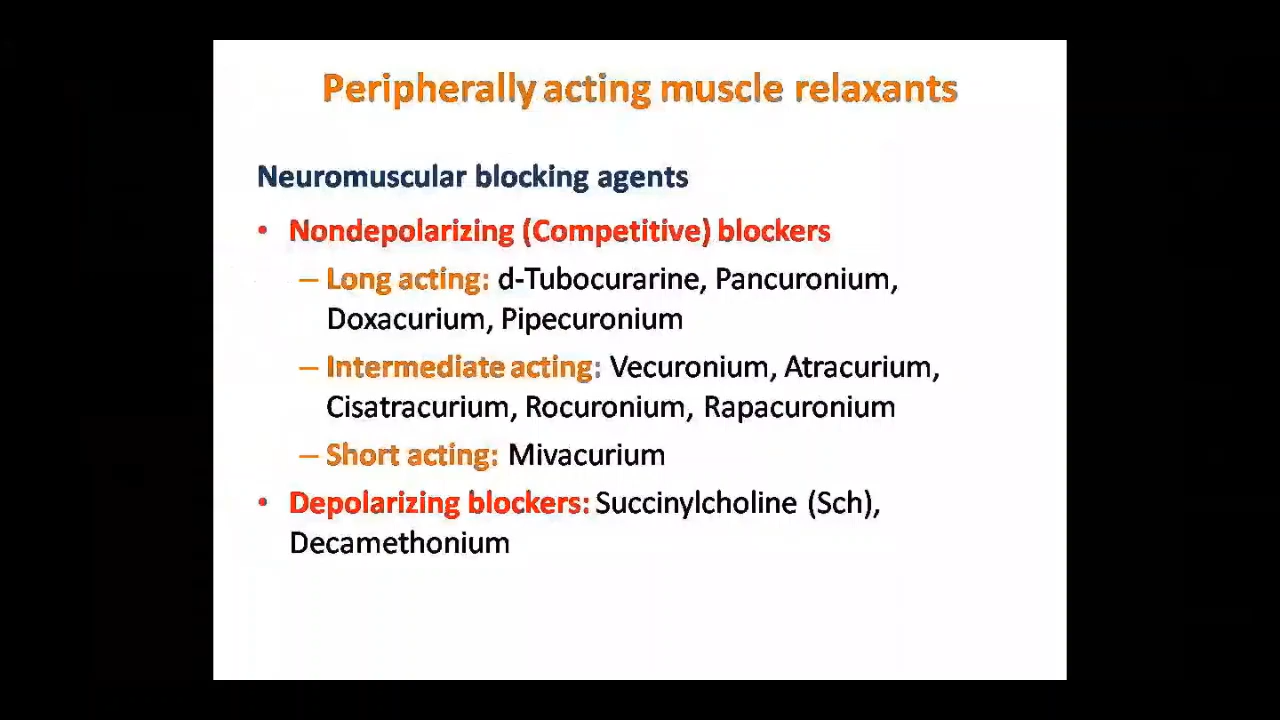 Peripherally acting muscle relaxants
Neuromuscular blocking agents
• Nondepolarizing (Competitive) blockers
– Long acting: d-Tubocurarine, Pancuronium,
Doxacurium, Pipecuronium
– Intermediate acting: Vecuronium, Atracurium,
Cisatracurium, Rocuronium, Rapacuronium
– Short acting: Mivacurium
• Depolarizing blockers: Succinylcholine (Sch),
Decamethonium